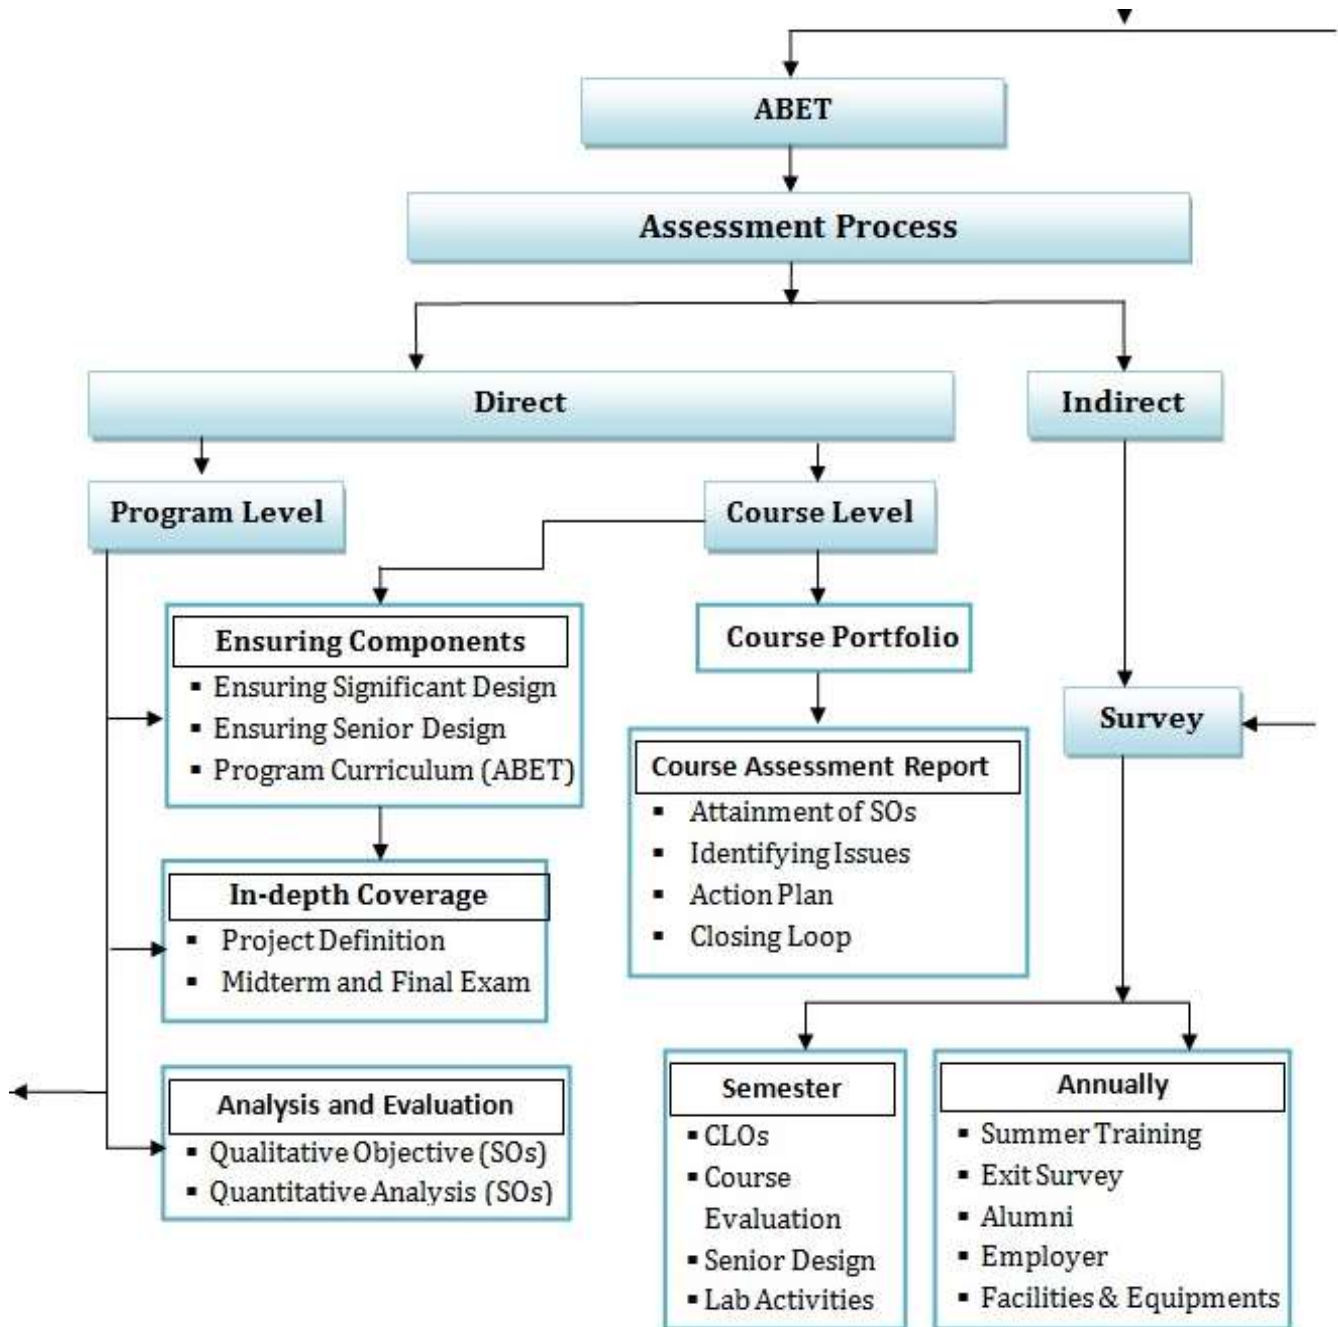 ABET
Assessment Process
Direct
Indirect
Program Level
Course Level
Ensuring Components
▪ Ensuring Significant Design
▪ Ensuring Senior Design
▪ Program Curriculum (ABET)
Course Portfolio
Survey
Course Assessment Report
▪ Attainment of SOs
▪ Identifying Issues
▪ Action Plan
▪ Closing Loop
In-depth Coverage
▪ Project Definition
▪ Midterm and Final Exam
Analysis and Evaluation
▪ Qualitative Objective (SOs)
▪ Quantitative Analysis (SOs)
Semester
▪ CLOs
▪ Course
Evaluation
▪ Senior Design
▪ Lab Activities
Annually
▪ Summer Training
▪ Exit Survey
▪ Alumni
▪ Employer
▪ Facilities & Equipments